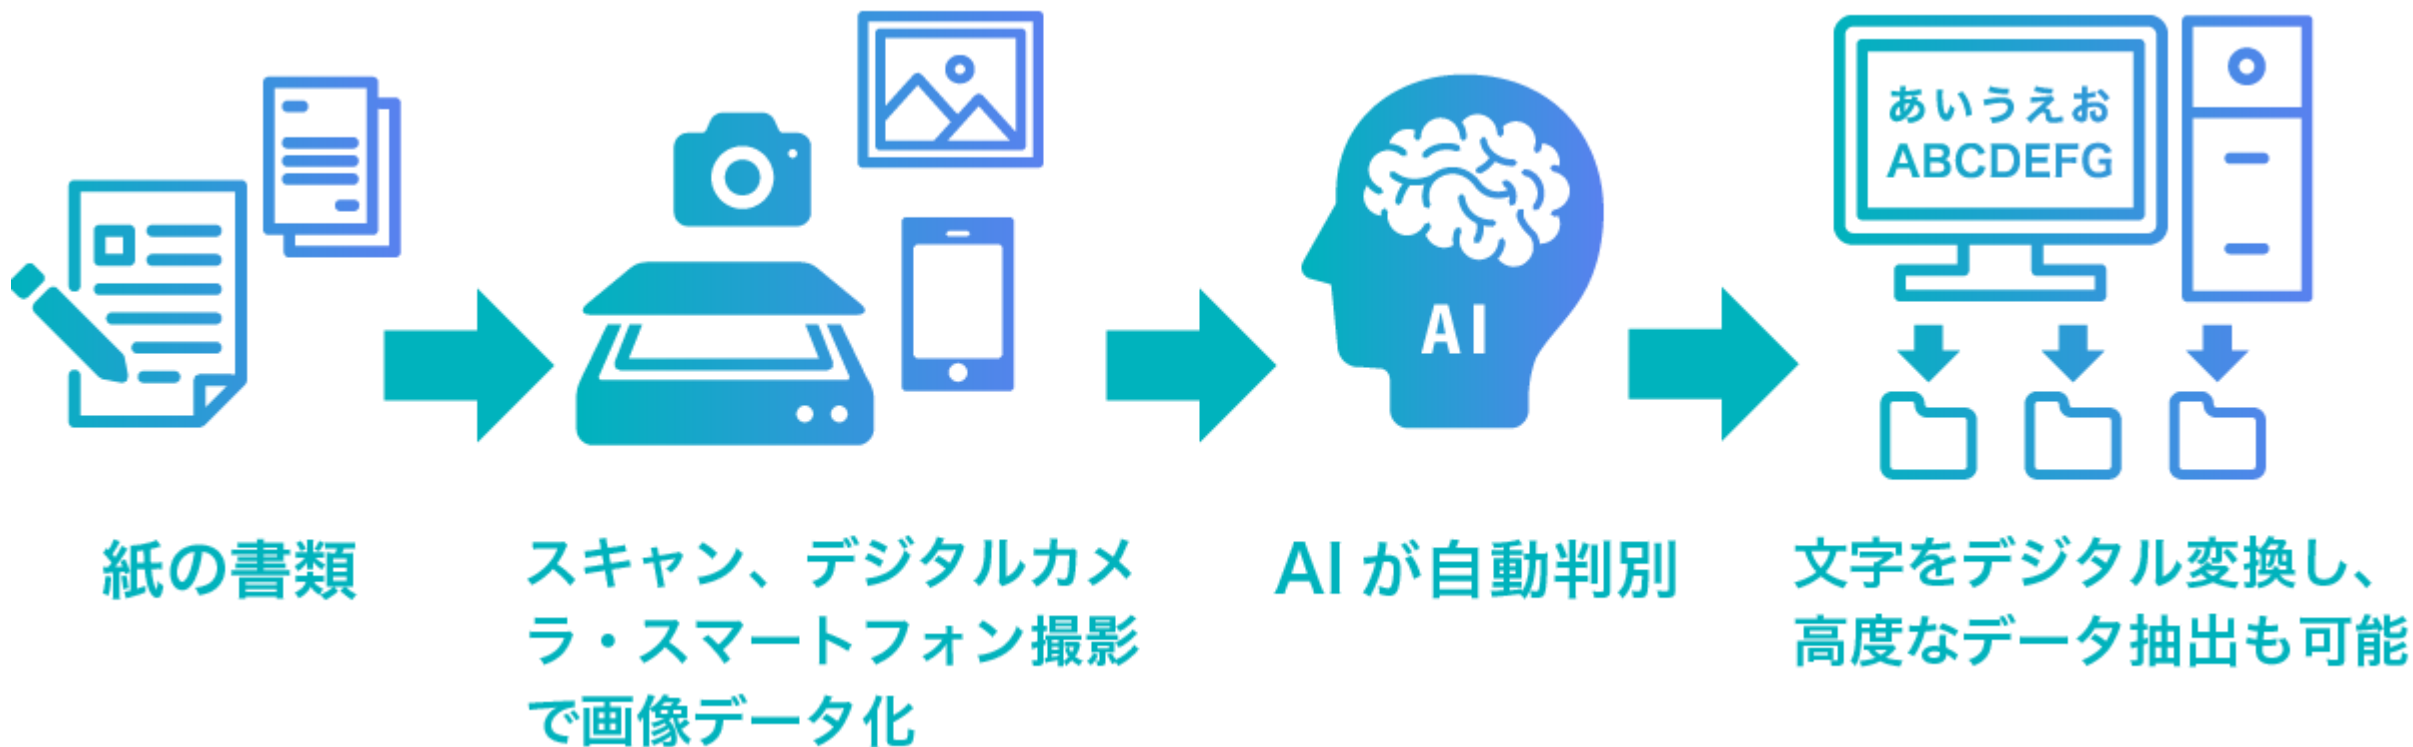 あいうえお
ABCDEFG
AI
紙の書類
スキャン、デジタルカメ
ラ・スマートフォン撮影
で画像データ化
AIが自動判別
文字をデジタル変換し、
高度なデータ抽出も可能